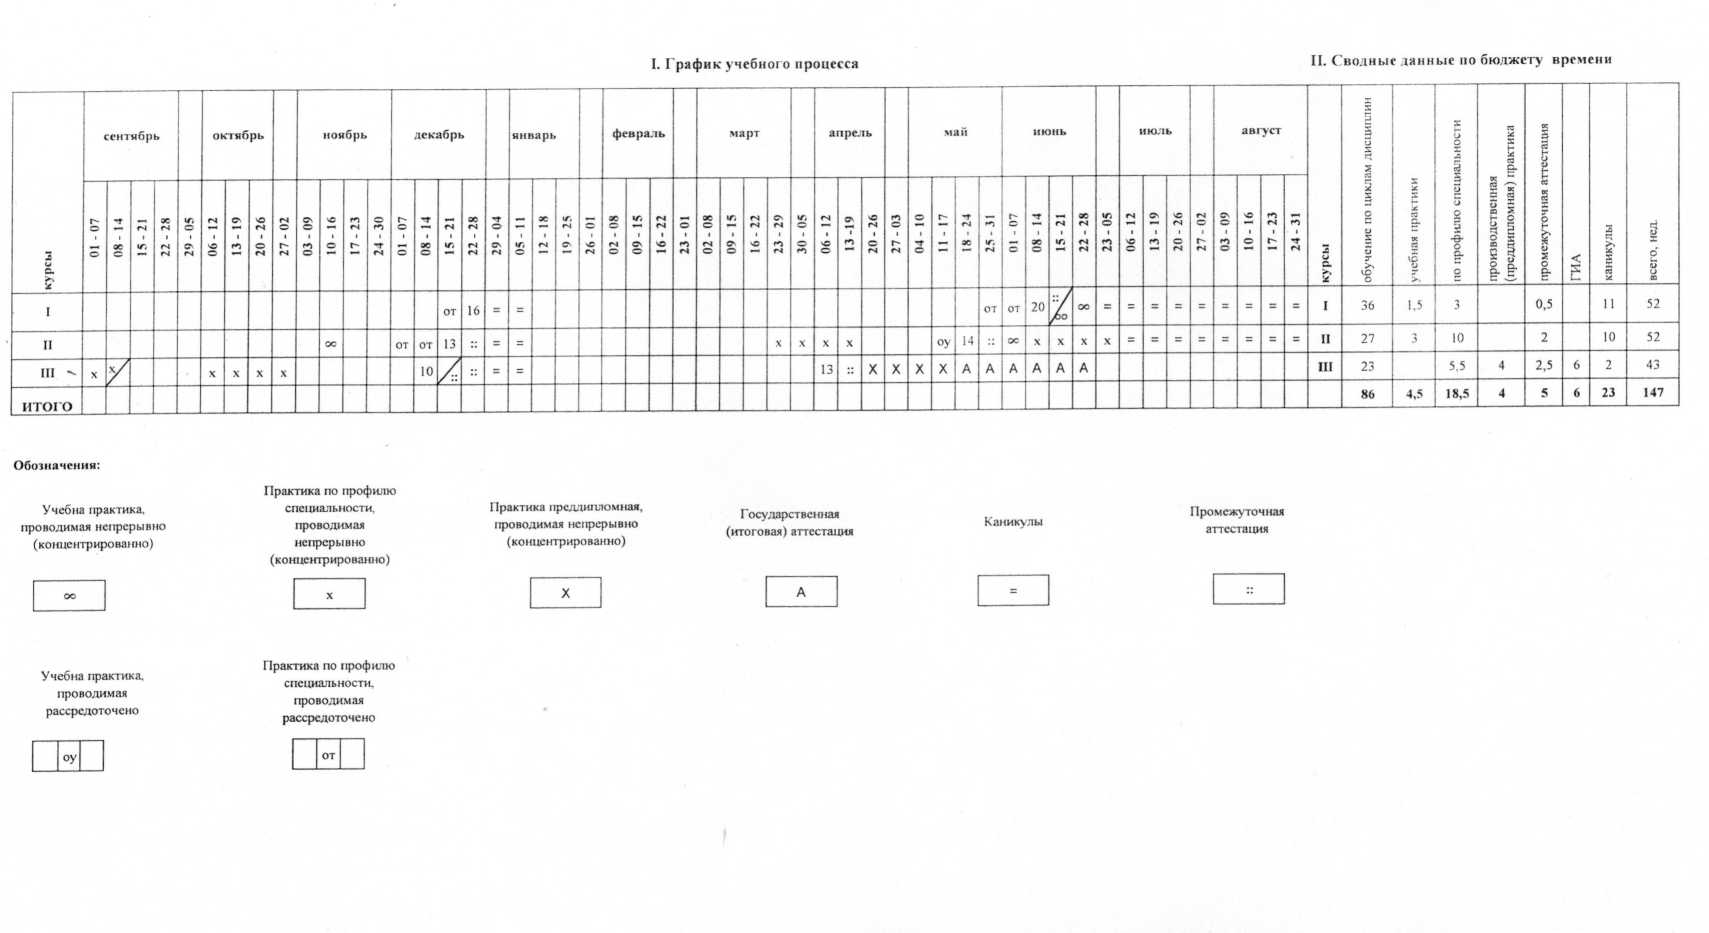 I. График учебного процесса
II. Сводные данные по бюджету времени
курсы сентябрь октябрь ноябрь декабрь январь февраль март апрель май июнь июль август курсы обучение по циклам дисциплин учебная практики по профилю специальности производственная (преддипломная) практика промежуточная аттестация ГИА каникулы всего, нед.
01 - 07 08 - 14 15 - 21 22 - 28 29 - 05 06 - 12 13 - 19 20 - 26 27 - 02 03 - 09 10 - 16 17 - 23 24 - 30 01 - 07 08 - 14 15 - 21 22 - 28 29 - 04 05 - 11 12 - 18 19 - 25 26 - 01 02 - 08 09 - 15 16 - 22 23 - 01 02 - 08 09 - 15 16 - 22 23 - 29 30 - 05 06 - 12 13 -19 20 - 26 27 - 03 04 - 10 11 - 17 18 - 24 25 - 31 01 - 07 08 - 14 15 - 21 22 - 28 23 - 05 06 - 12 13 - 19 20 - 26 27 - 02 03 - 09 10 - 16 17 - 23 24 - 31
I от 16 = = от от 20 :: ∞ ∞ = = = = = = = = = I 36 1,5 3 0,5 11 52
II ∞ от от 13 :: = = х х х х оу 14 :: ∞ х х х х = = = = = = = = II 27 3 10 2 10 52
III х х х х х х 10 :: :: = = 13 :: X X X X A A A A A A III 23 5,5 4 2,5 6 2 43
ИТОГО 86 4,5 18,5 4 5 6 23 147
Обозначения:
Учебна практика,
проводимая непрерывно
(концентрированно)
∞
Практика по профилю
специальности,
проводимая
непрерывно
(концентрированно)
х
Практика преддипломная,
проводимая непрерывно
(концентрированно)
X
Государственная
(итоговая) аттестация
A
Каникулы
=
Промежуточная
аттестация
::
Учебна практика,
проводимая
рассредоточено
оу
Практика по профилю
специальности,
проводимая
рассредоточено
от